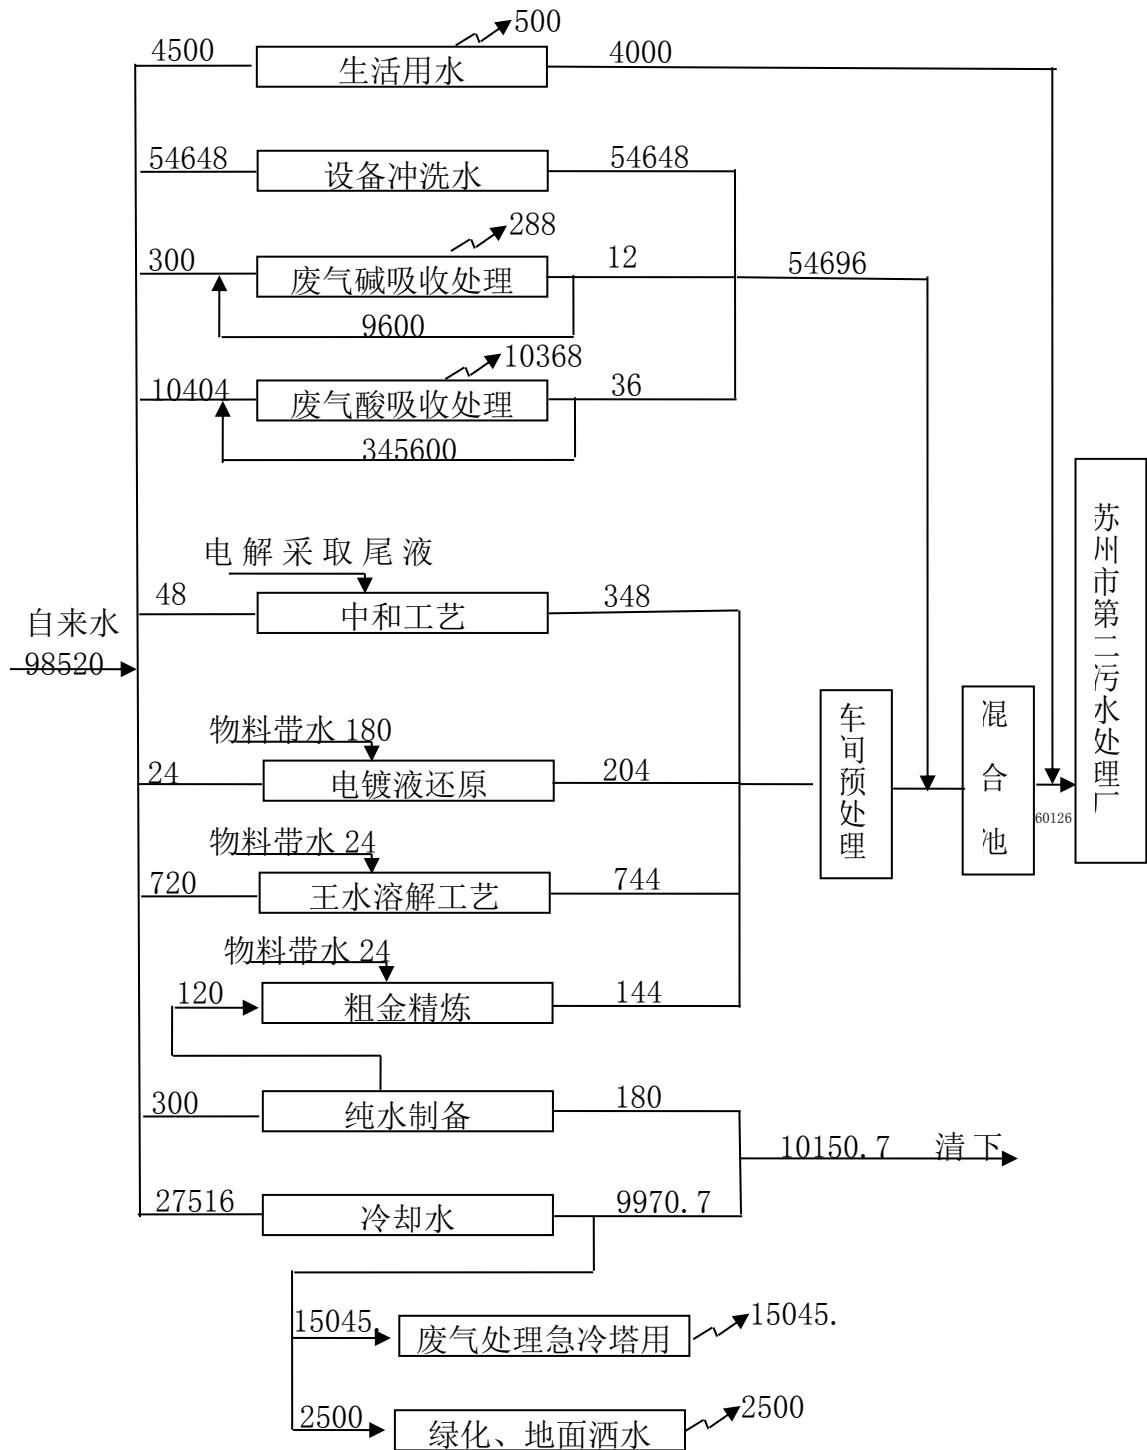 500
4500
生活用水
4000
54648
设备冲洗水
54648
288
300
废气碱吸收处理
12
54696
9600
10368
10404
废气酸吸收处理
36
345600
电解采取尾液
48
中和工艺
348
自来水
98520
物料带水 180
24
电镀液还原
204
物料带水 24
720
王水溶解工艺
744
物料带水 24
120
粗金精炼
144
车间预处理
混合池
60126
苏州市第二污水处理厂
300
纯水制备
180
10150.7 清下
27516
冷却水
9970.7
15045.
废气处理急冷塔用
15045.
2500
绿化、地面洒水
2500